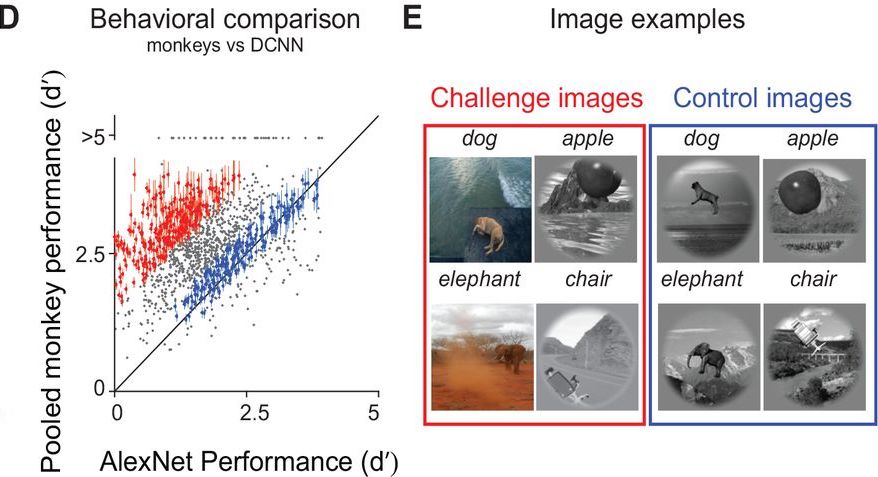 D
Behavioral comparison
monkeys vs DCNN
Pooled monkey performance (d′)
>5
2.5
0
0
2.5
5
AlexNet Performance (d′)
E
Image examples
Challenge images
Control images
dog
apple
dog
apple
elephant
chair
elephant
chair